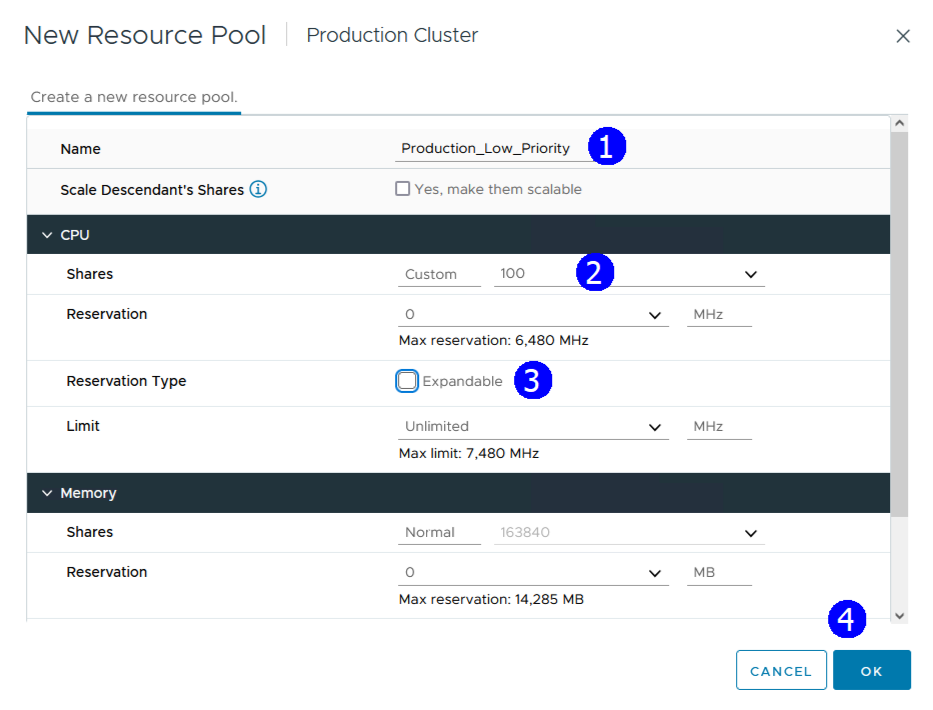 New Resource Pool | Production Cluster
Create a new resource pool.
Name Production_Low_Priority 1
Scale Descendant's Shares Yes, make them scalable
CPU
Shares Custom 100 2
Reservation 0 MHz
Max reservation: 6,480 MHz
Reservation Type Expandable 3
Limit Unlimited MHz
Max limit: 7,480 MHz
Memory
Shares Normal 163840
Reservation 0 MB
Max reservation: 14,285 MB
4
CANCEL OK